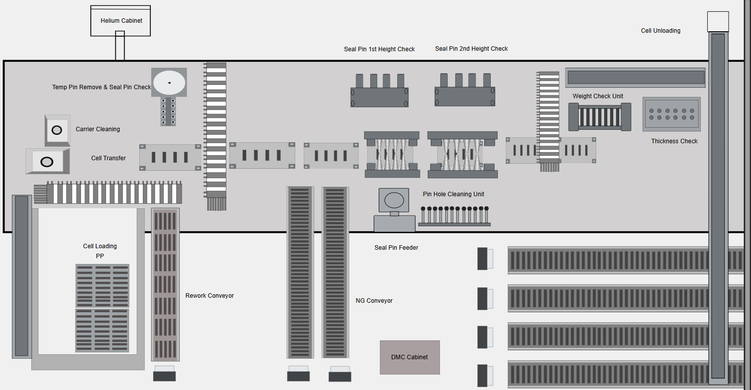 Helium Cabinet
Cell Unloading
Seal Pin 1st Height Check
Seal Pin 2nd Height Check
Temp Pin Remove & Seal Pin Check
Weight Check Unit
Carrier Cleaning
Thickness Check
Cell Transfer
Pin Hole Cleaning Unit
Cell Loading
PP
Seal Pin Feeder
Rework Conveyor
NG Conveyor
DMC Cabinet